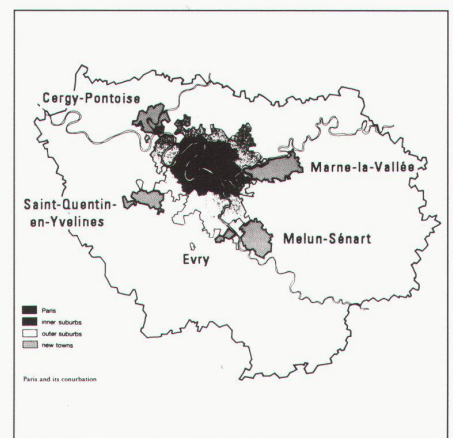 Cergy-Pontoise
Marne-la-Vallée
Saint-Quentin-
en-Yvelines
Melun-Sénart
Evry
Paris
inner suburbs
outer suburbs
new towns
Paris and its conurbation